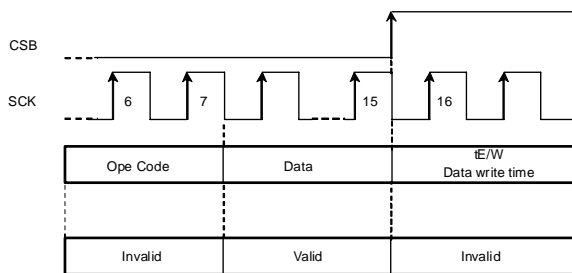 CSB
SCK
6
7
15
16
Ope Code
Data
tE/W
Data write time
Invalid
Valid
Invalid